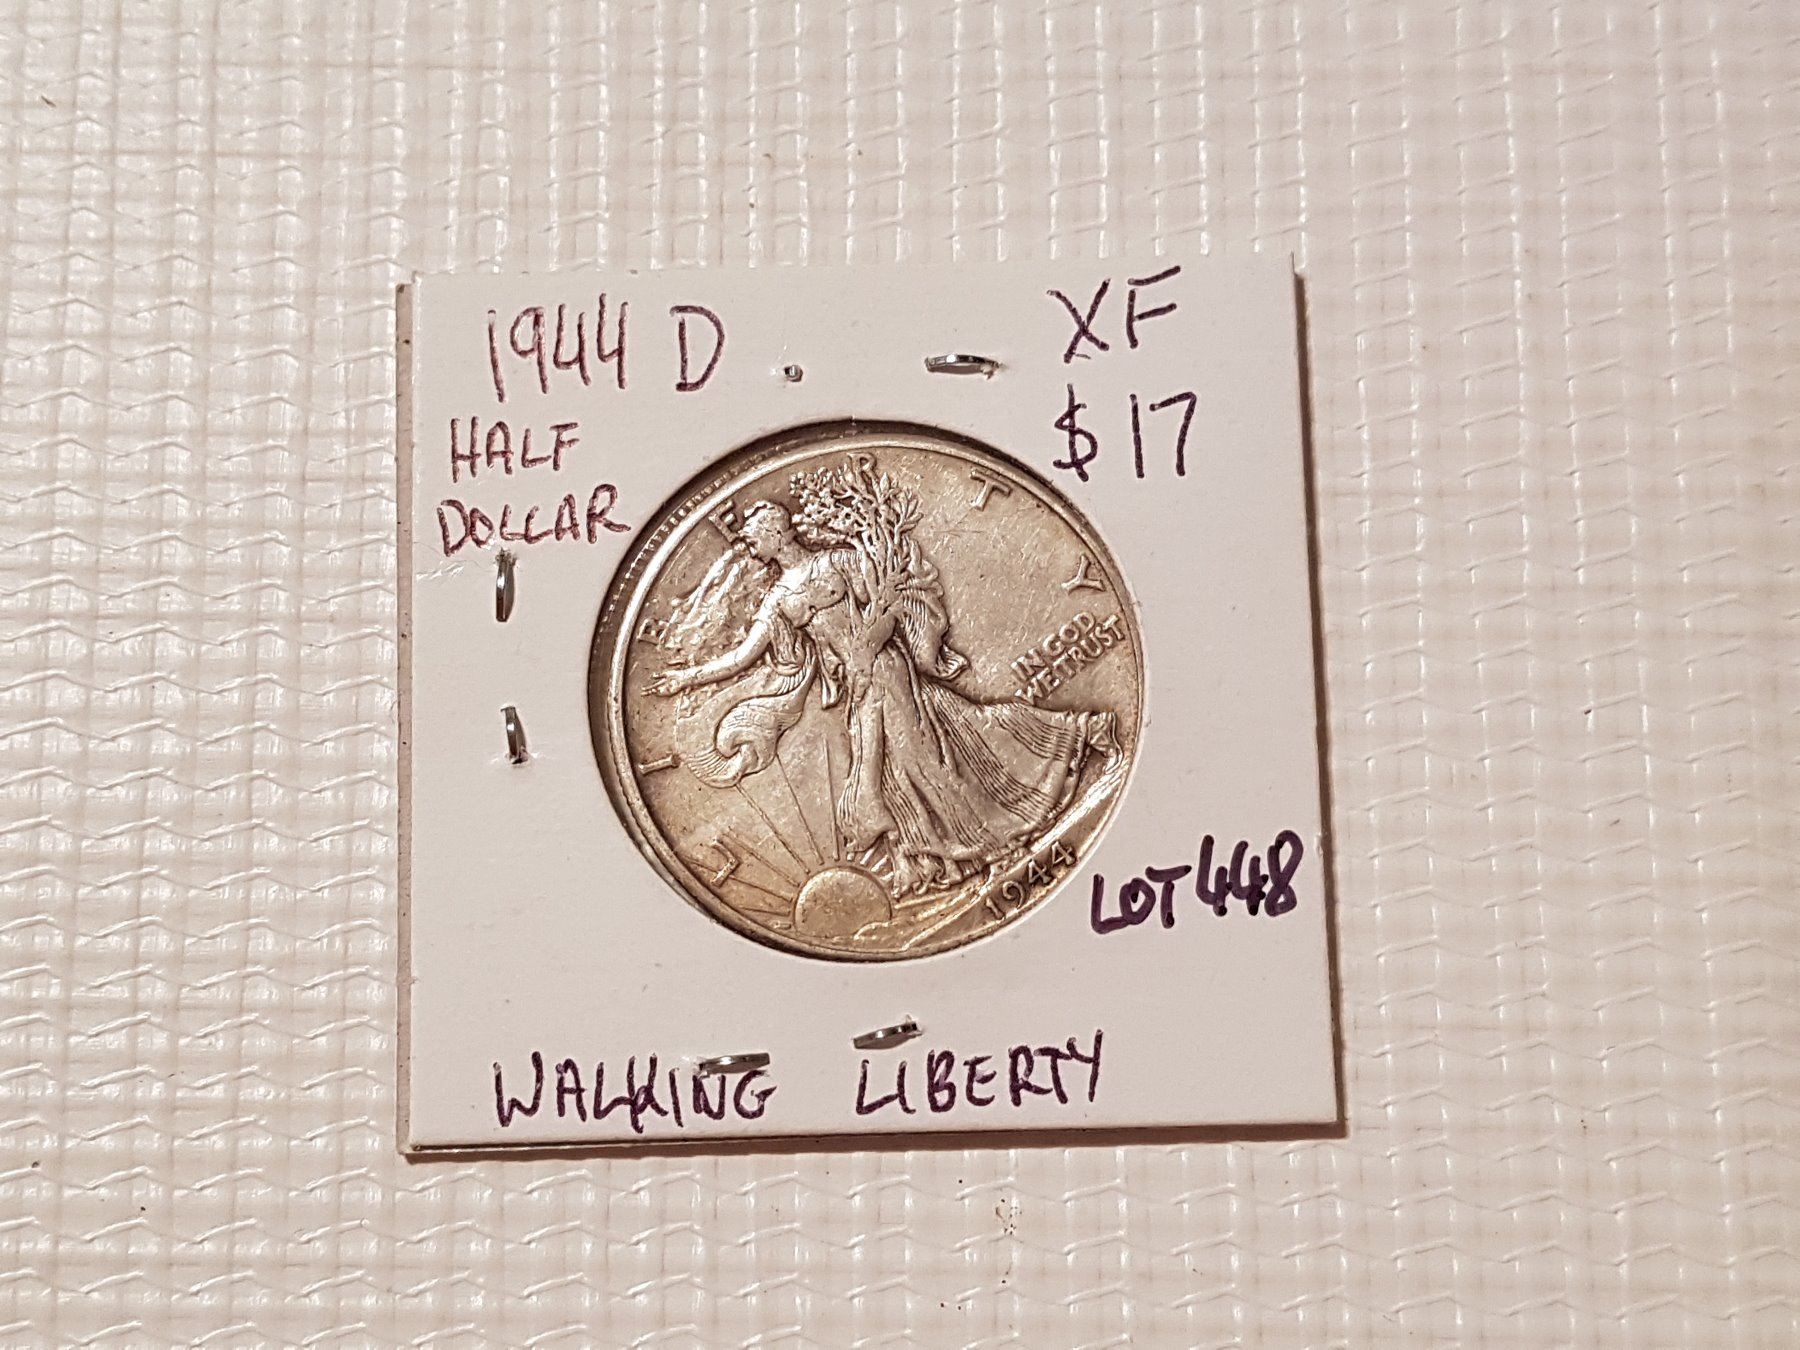 1944 D
XF
HALF
DOLLAR
$17
LIBERTY
IN GOD
WE TRUST
1944
LOT 448
WALKING LIBERTY